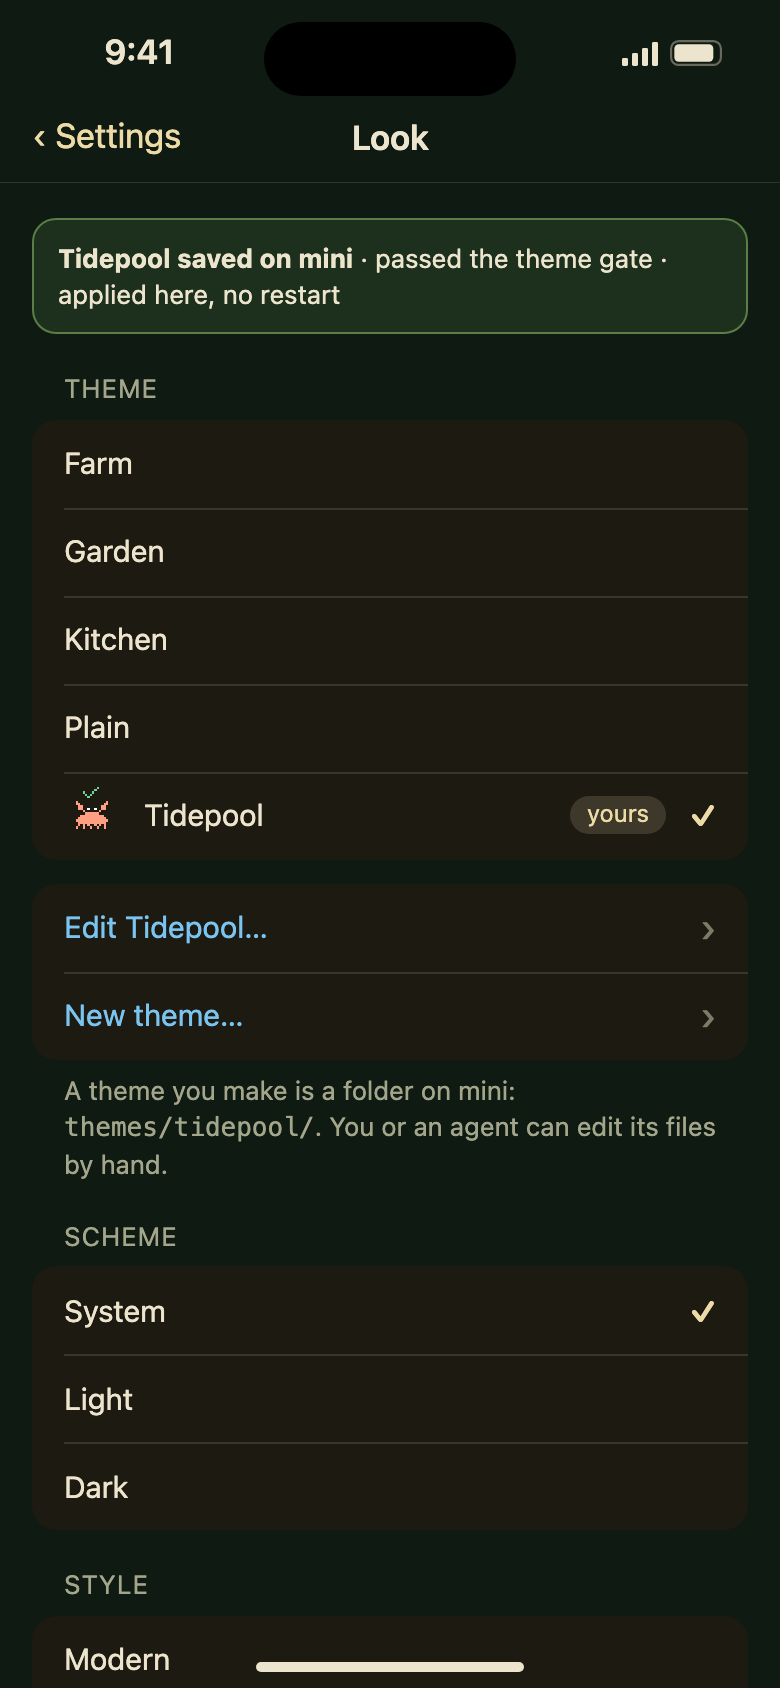 9:41
‹ Settings
Look
Tidepool saved on mini · passed the theme gate ·
applied here, no restart
THEME
Farm
Garden
Kitchen
Plain
Tidepool yours
Edit Tidepool...
New theme...
A theme you make is a folder on mini:
themes/tidepool/. You or an agent can edit its files
by hand.
SCHEME
System
Light
Dark
STYLE
Modern